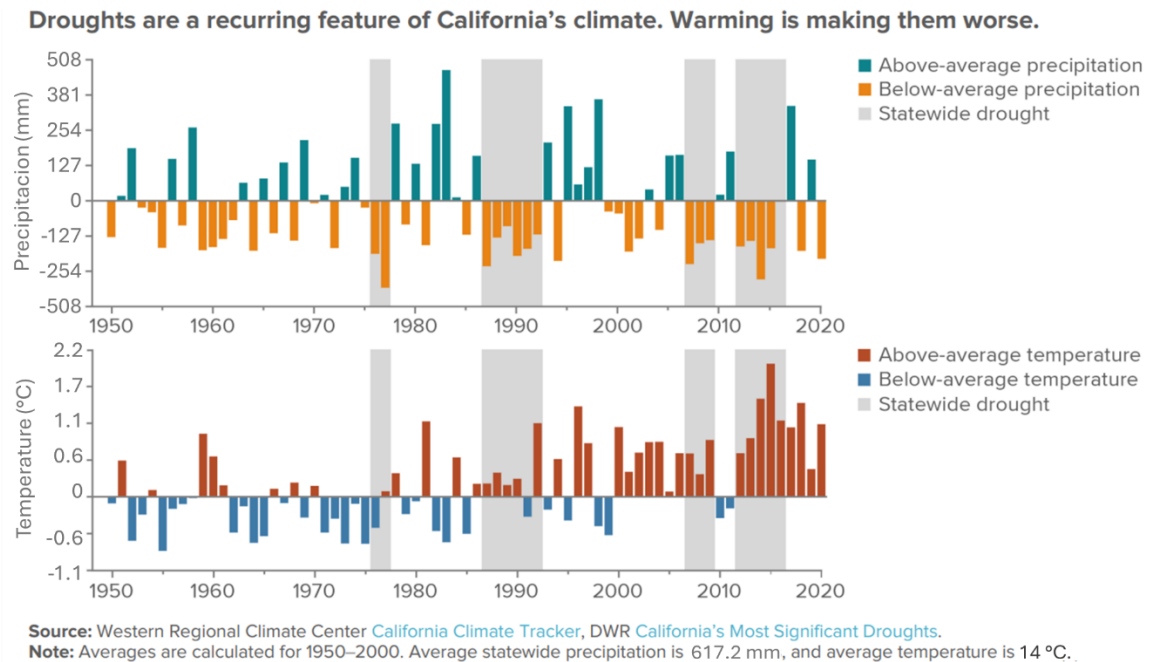 Droughts are a recurring feature of California's climate. Warming is making them worse.
Precipitacion (mm)
508
381
254
127
0
-127
-254
-508
1950 1960 1970 1980 1990 2000 2010 2020
Above-average precipitation
Below-average precipitation
Statewide drought
Temperature (°C)
2.2
1.7
1.1
0.6
0
-0.6
-1.1
1950 1960 1970 1980 1990 2000 2010 2020
Above-average temperature
Below-average temperature
Statewide drought
Source: Western Regional Climate Center California Climate Tracker, DWR California's Most Significant Droughts.
Note: Averages are calculated for 1950–2000. Average statewide precipitation is 617.2 mm, and average temperature is 14 °C.